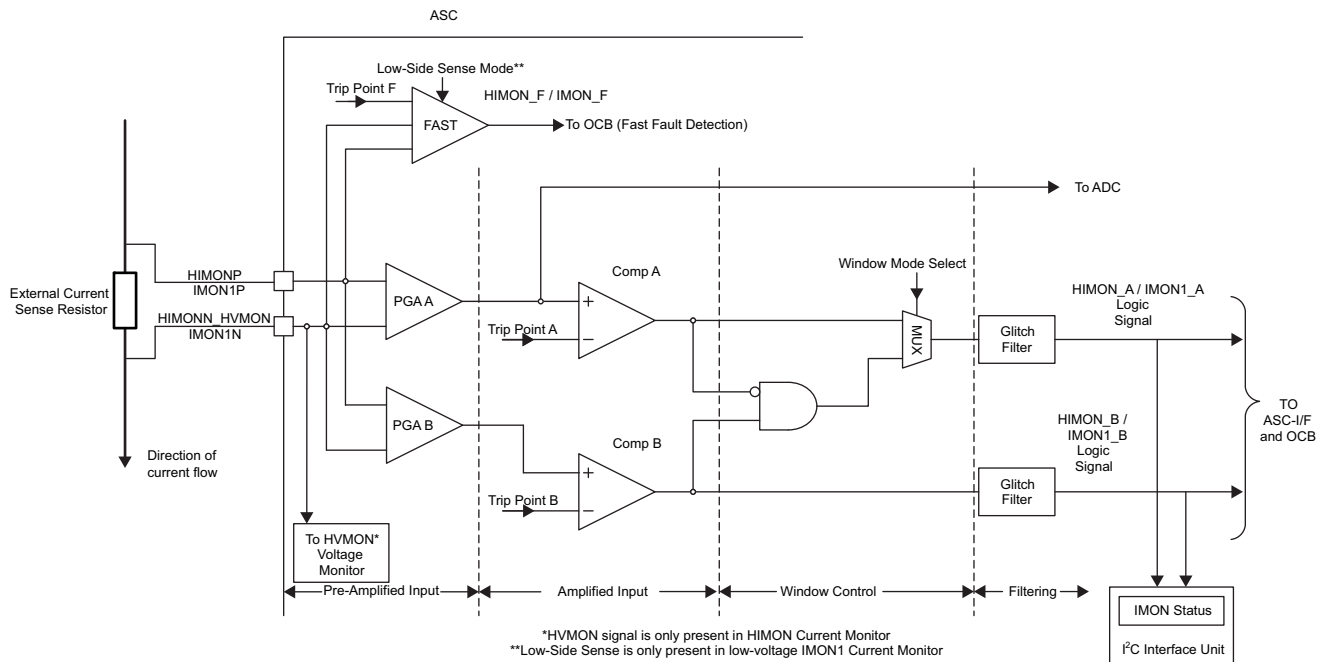 ASC
Low-Side Sense Mode**
Trip Point F
HIMON_F / IMON_F
FAST
To OCB (Fast Fault Detection)
To ADC
External Current
Sense Resistor
HIMONP
IMON1P
HIMONN_HVMON
IMON1N
PGA A
Comp A
+
Trip Point A
–
Window Mode Select
MUX
Glitch
Filter
HIMON_A / IMON1_A
Logic
Signal
PGA B
Comp B
+
Trip Point B
–
Glitch
Filter
HIMON_B /
IMON1_B
Logic
Signal
TO
ASC-I/F
and OCB
Direction of
current flow
To HVMON*
Voltage
Monitor
Pre-Amplified Input
Amplified Input
Window Control
Filtering
IMON Status
I²C Interface Unit
*HVMON signal is only present in HIMON Current Monitor
**Low-Side Sense is only present in low-voltage IMON1 Current Monitor